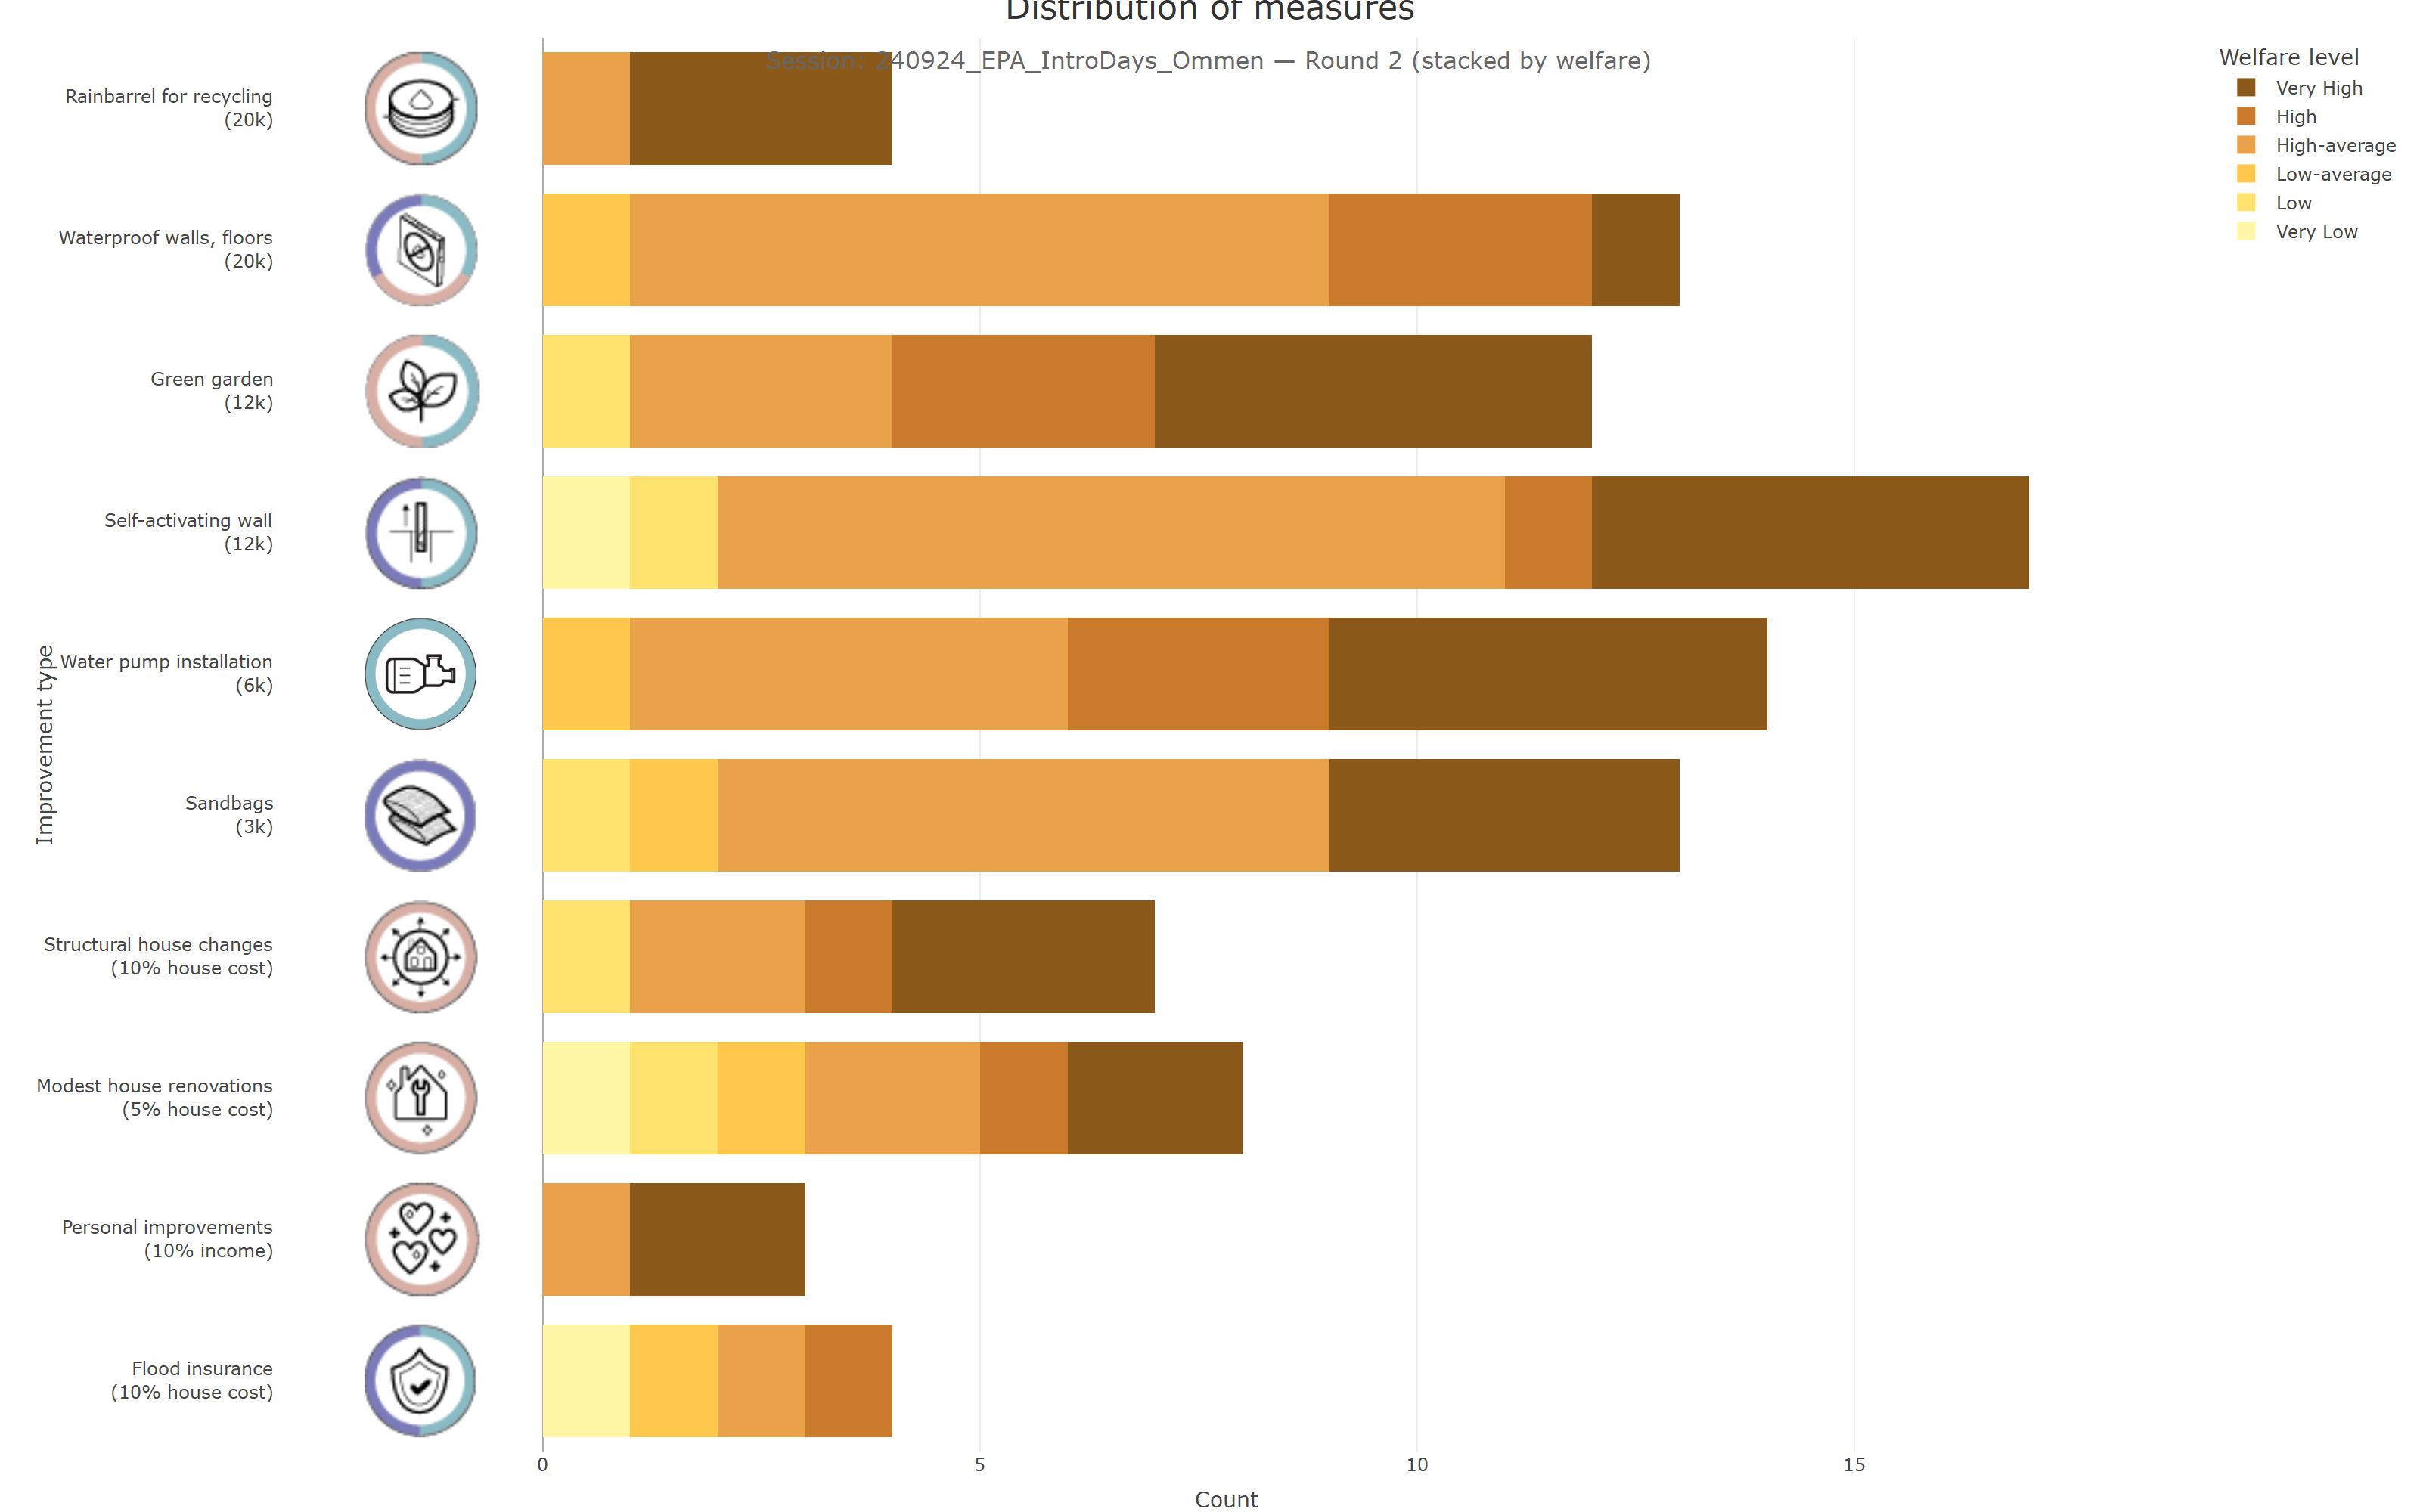 Distribution of measures
Session: 240924_EPA_IntroDays_Ommen — Round 2 (stacked by welfare)
Welfare level
Very High
High
High-average
Low-average
Low
Very Low
Improvement type
Rainbarrel for recycling
(20k)
Waterproof walls, floors
(20k)
Green garden
(12k)
Self-activating wall
(12k)
Water pump installation
(6k)
Sandbags
(3k)
Structural house changes
(10% house cost)
Modest house renovations
(5% house cost)
Personal improvements
(10% income)
Flood insurance
(10% house cost)
0
5
10
15
Count